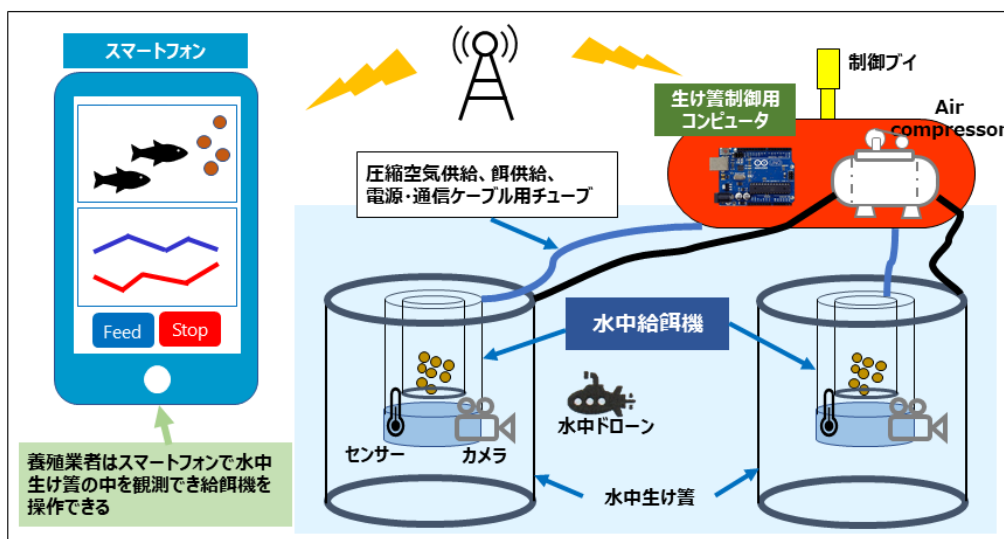 スマートフォン
制御ブイ
生け簀制御用
コンピュータ
Air
compressor
圧縮空気供給、餌供給、
電源・通信ケーブル用チューブ
Feed
Stop
水中給餌機
水中ドローン
センサー
カメラ
水中生け簀
養殖業者はスマートフォンで水中
生け簀の中を観測でき給餌機を
操作できる